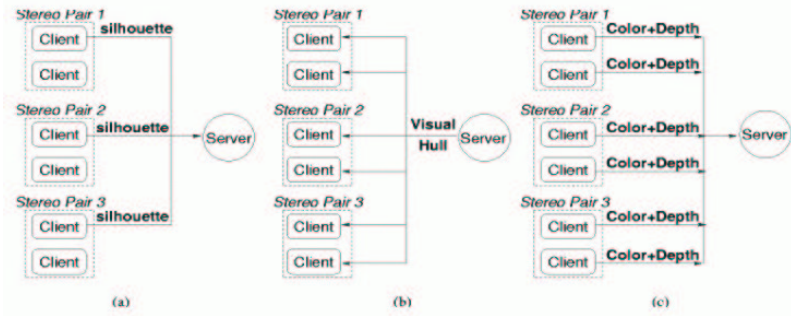 Stereo Pair 1
Client
silhouette
Client
Stereo Pair 2
Client
silhouette
Client
Stereo Pair 3
Client
silhouette
Client
Server
(a)
Stereo Pair 1
Client
Client
Stereo Pair 2
Client
Client
Stereo Pair 3
Client
Client
Visual
Hull
Server
(b)
Stereo Pair 1
Client
Color+Depth
Client
Color+Depth
Stereo Pair 2
Client
Color+Depth
Client
Color+Depth
Stereo Pair 3
Client
Color+Depth
Client
Color+Depth
Server
(c)